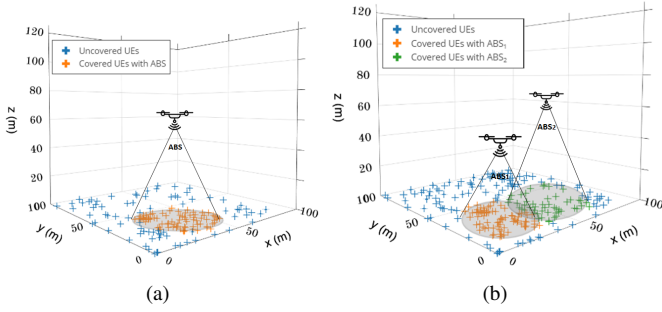 120
100
80
60
40
20
100
50
0
0
50
100
z (m)
y (m)
x (m)
Uncovered UEs
Covered UEs with ABS
ABS
(a)
120
100
80
60
40
20
100
50
0
0
50
100
z (m)
y (m)
x (m)
Uncovered UEs
Covered UEs with ABS₁
Covered UEs with ABS₂
ABS₂
ABS₁
(b)